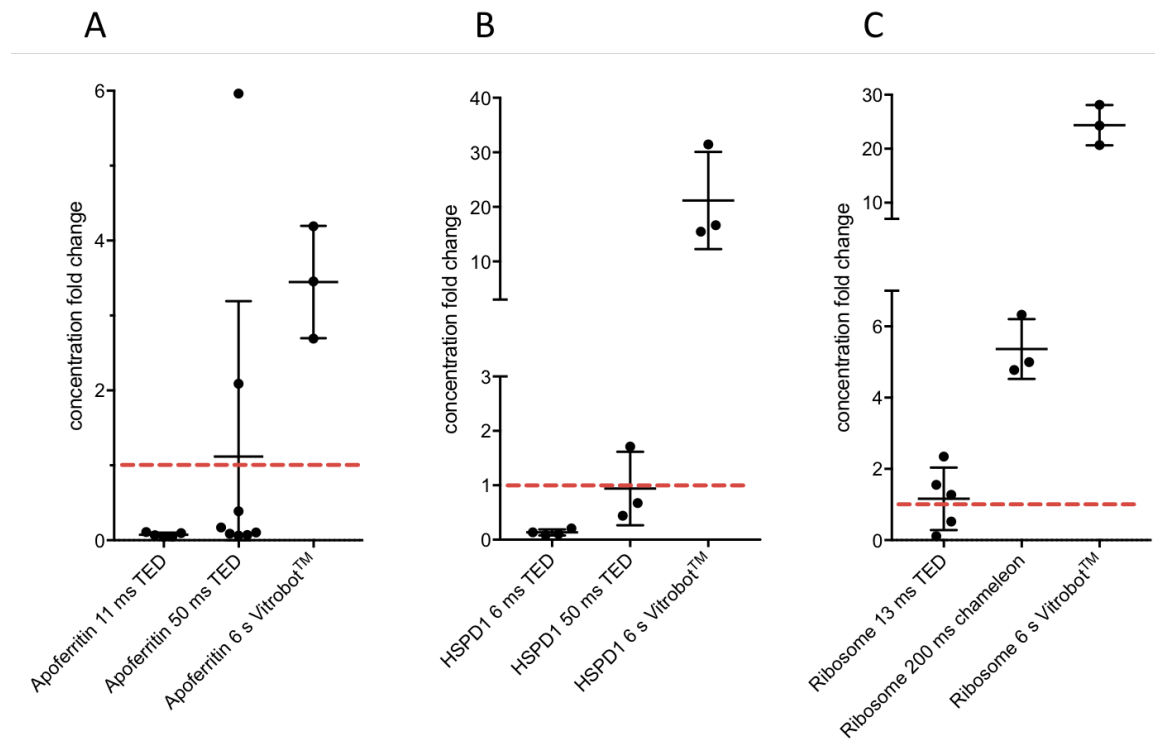 A
B
C
concentration fold change
6
4
2
0
Apoferritin 11 ms TED
Apoferritin 50 ms TED
Apoferritin 6 s Vitrobot™
concentration fold change
40
30
20
10
3
2
1
0
HSPD1 6 ms TED
HSPD1 50 ms TED
HSPD1 6 s Vitrobot™
concentration fold change
30
20
10
6
4
2
0
Ribosome 13 ms TED
Ribosome 200 ms chameleon
Ribosome 6 s Vitrobot™